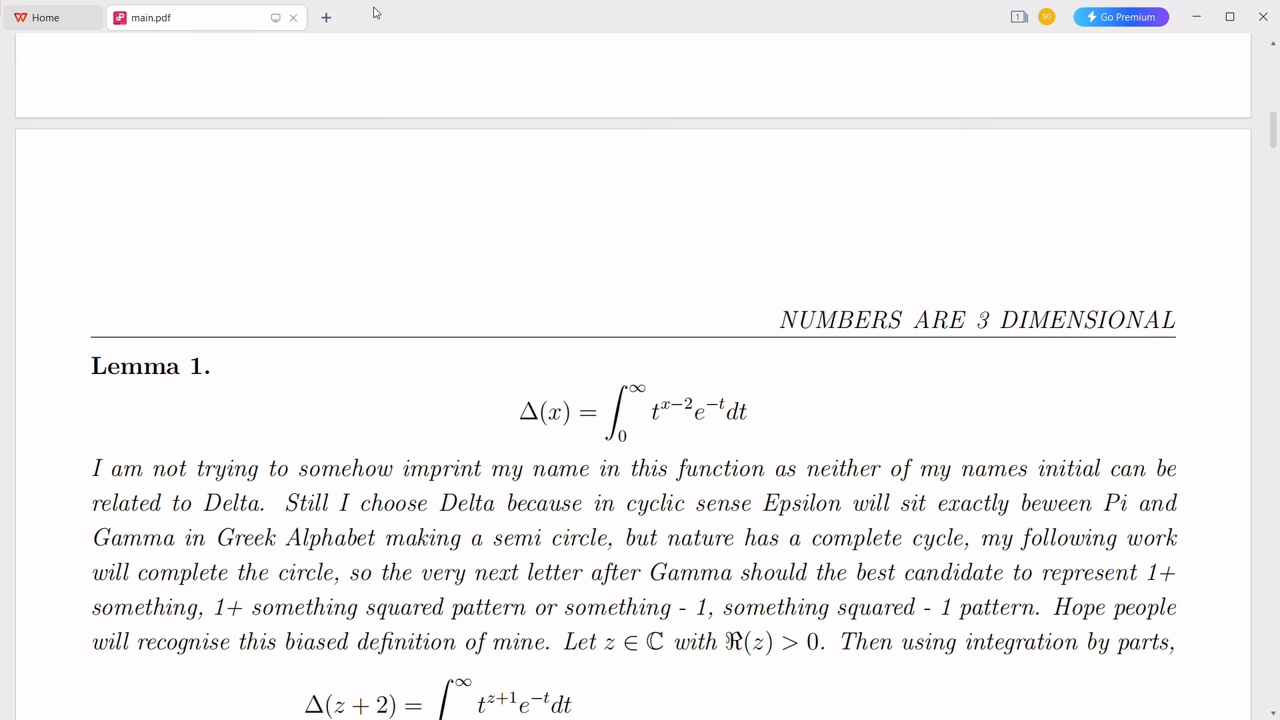 Home
main.pdf
1
SG
Go Premium
NUMBERS ARE 3 DIMENSIONAL
Lemma 1.
Δ(x) = ∫₀^∞ t^{x−2}e^{−t}dt
I am not trying to somehow imprint my name in this function as neither of my names initial can be
related to Delta. Still I choose Delta because in cyclic sense Epsilon will sit exactly beween Pi and
Gamma in Greek Alphabet making a semi circle, but nature has a complete cycle, my following work
will complete the circle, so the very next letter after Gamma should the best candidate to represent 1+
something, 1+ something squared pattern or something - 1, something squared - 1 pattern. Hope people
will recognise this biased definition of mine. Let z ∈ ℂ with ℜ(z) > 0. Then using integration by parts,
Δ(z + 2) = ∫^∞ t^{z+1}e^{−t}dt